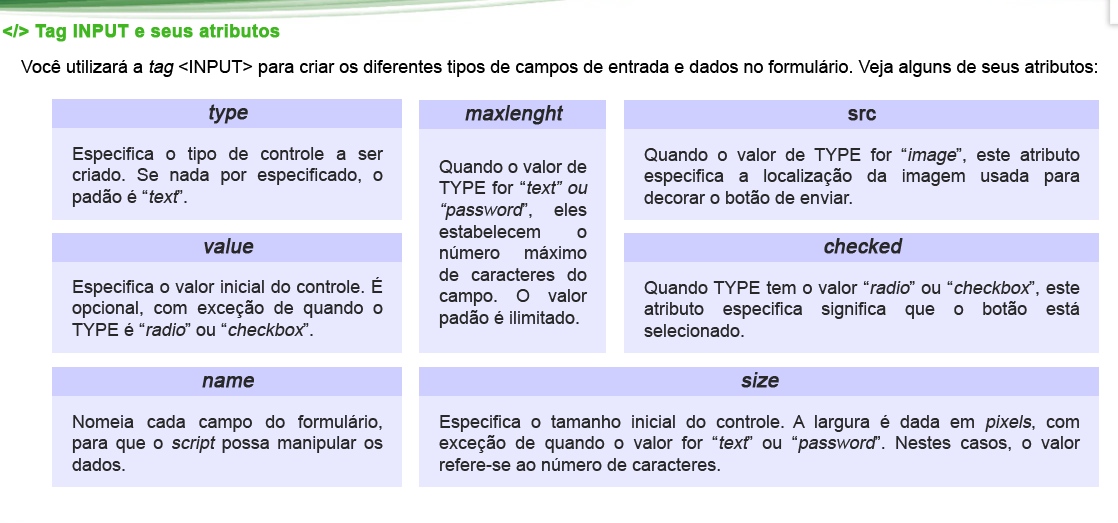 </> Tag INPUT e seus atributos
Você utilizará a tag <INPUT> para criar os diferentes tipos de campos de entrada e dados no formulário. Veja alguns de seus atributos:
type
Especifica o tipo de controle a ser
criado. Se nada por especificado, o
padão é “text”.
value
Especifica o valor inicial do controle. É
opcional, com exceção de quando o
TYPE é “radio” ou “checkbox”.
name
Nomeia cada campo do formulário,
para que o script possa manipular os
dados.
maxlenght
Quando o valor de
TYPE for “text” ou
“password”, eles
estabelecem o
número máximo
de caracteres do
campo. O valor
padão é ilimitado.
src
Quando o valor de TYPE for “image”, este atributo
especifica a localização da imagem usada para
decorar o botão de enviar.
checked
Quando TYPE tem o valor “radio” ou “checkbox”, este
atributo especifica significa que o botão está
selecionado.
size
Especifica o tamanho inicial do controle. A largura é dada em pixels, com
exceção de quando o valor for “text” ou “password”. Nestes casos, o valor
refere-se ao número de caracteres.